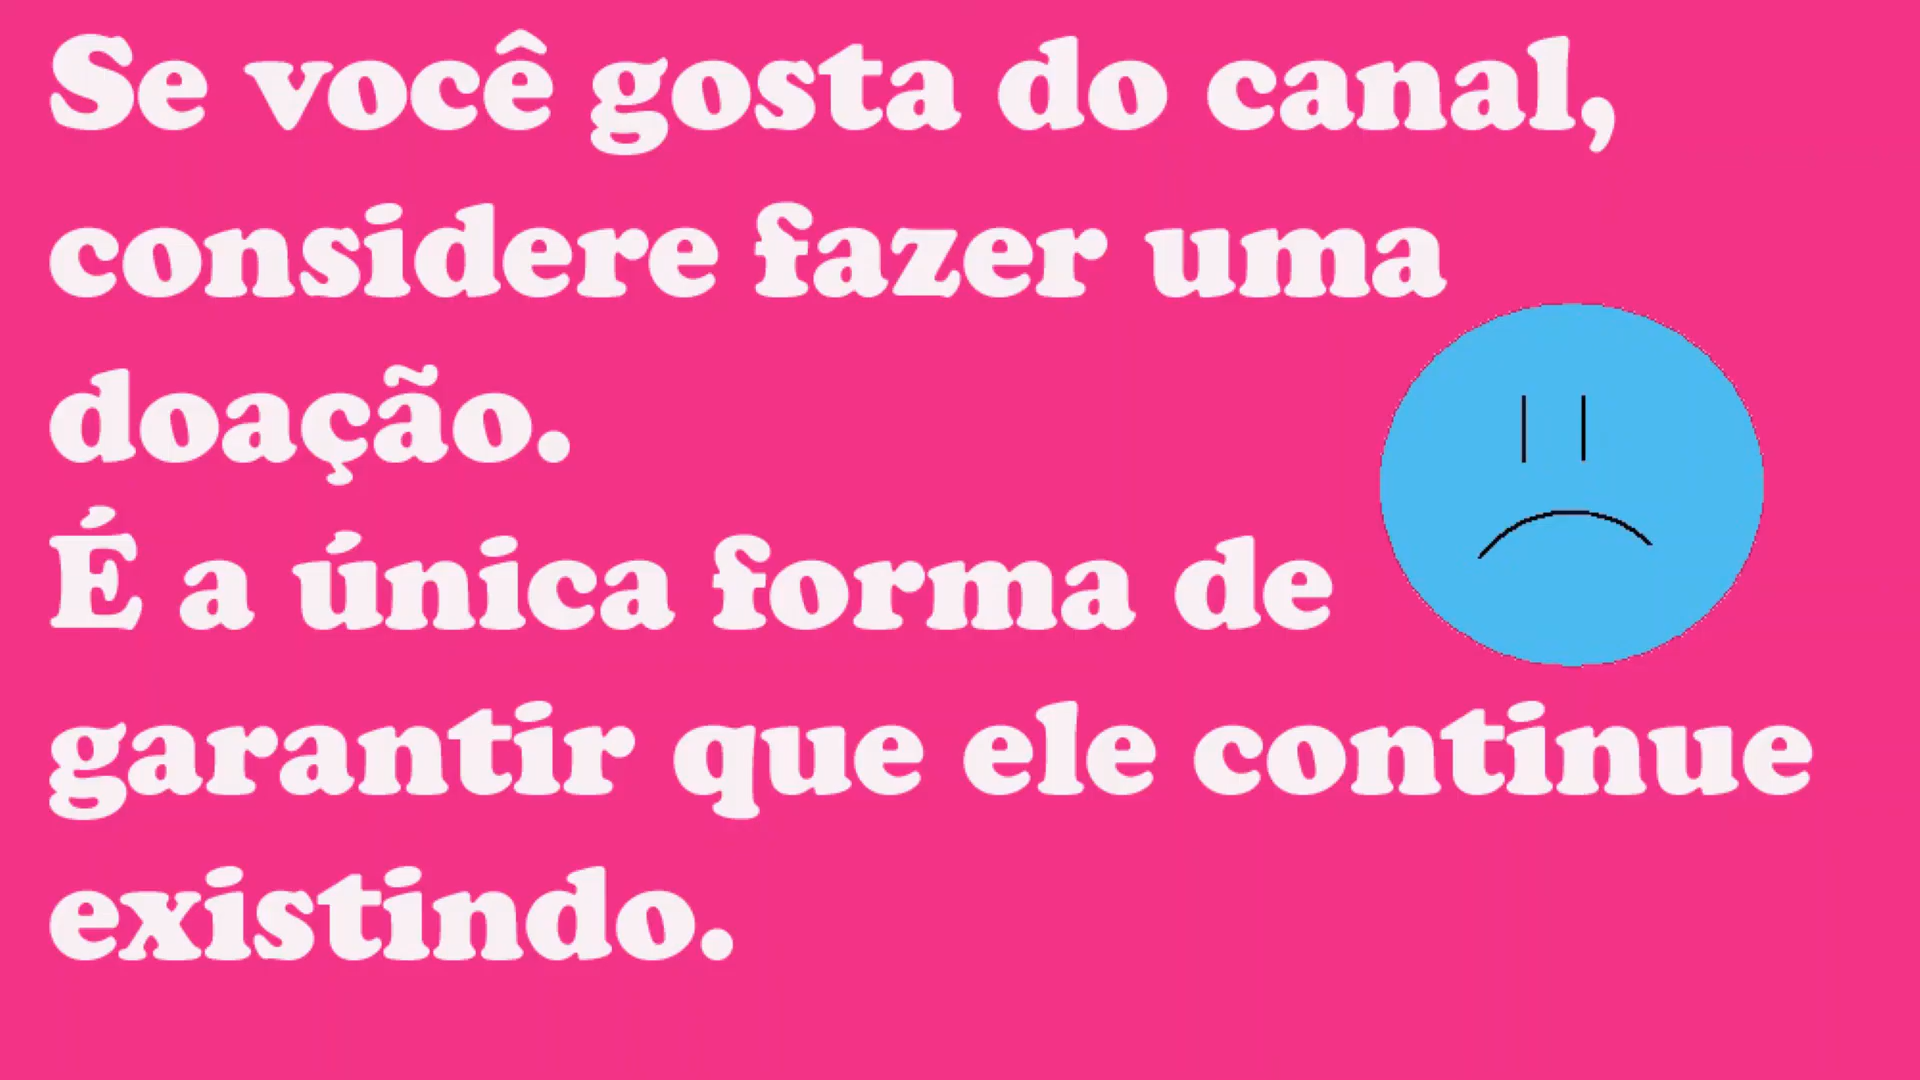 Se você gosta do canal,
considere fazer uma
doação.
É a única forma de
garantir que ele continue
existindo.